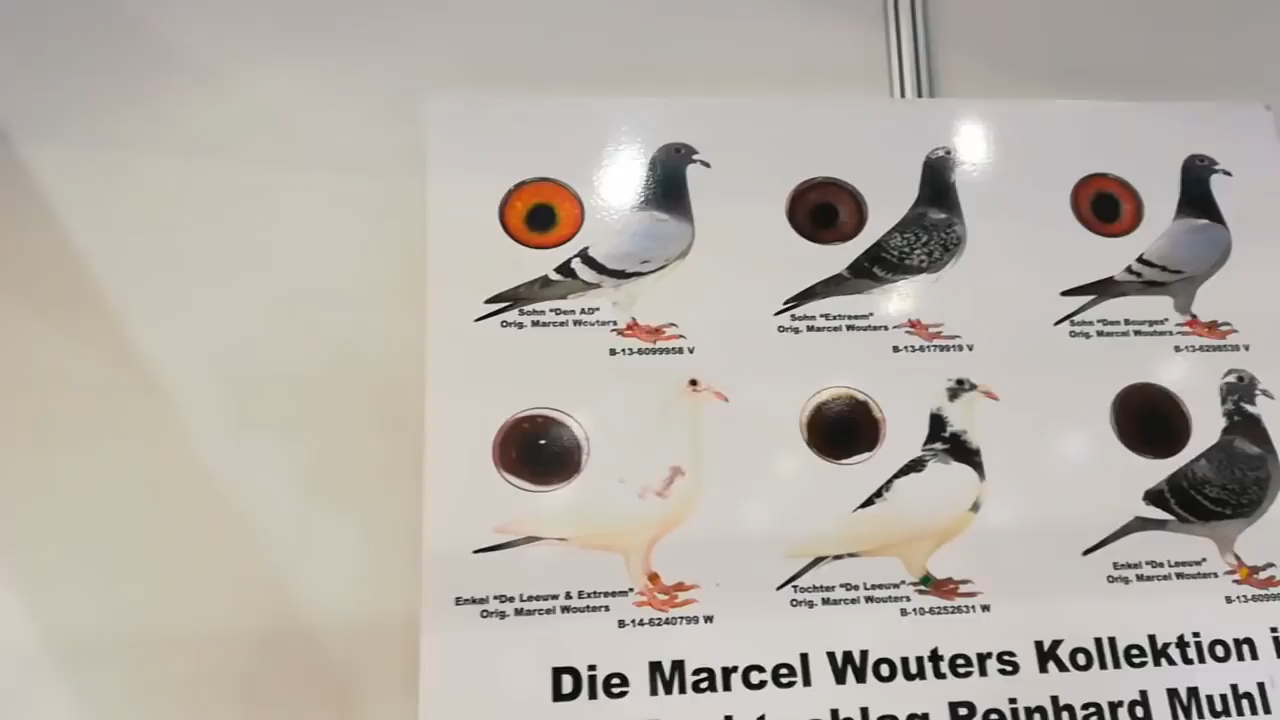 Sohn "Den AD"
Orig. Marcel Wouters
B-13-6099958 V
Sohn "Extreem"
Orig. Marcel Wouters
B-13-6179919 V
Sohn "Den Bourges"
Orig. Marcel Wouters
B-13-6298539 V
Enkel "De Leeuw & Extreem"
Orig. Marcel Wouters
B-14-6240799 W
Tochter "De Leeuw"
Orig. Marcel Wouters
B-10-6252631 W
Enkel "De Leeuw"
Orig. Marcel Wouters
B-13-6099
Die Marcel Wouters Kollektion i
Reinhard Muhl